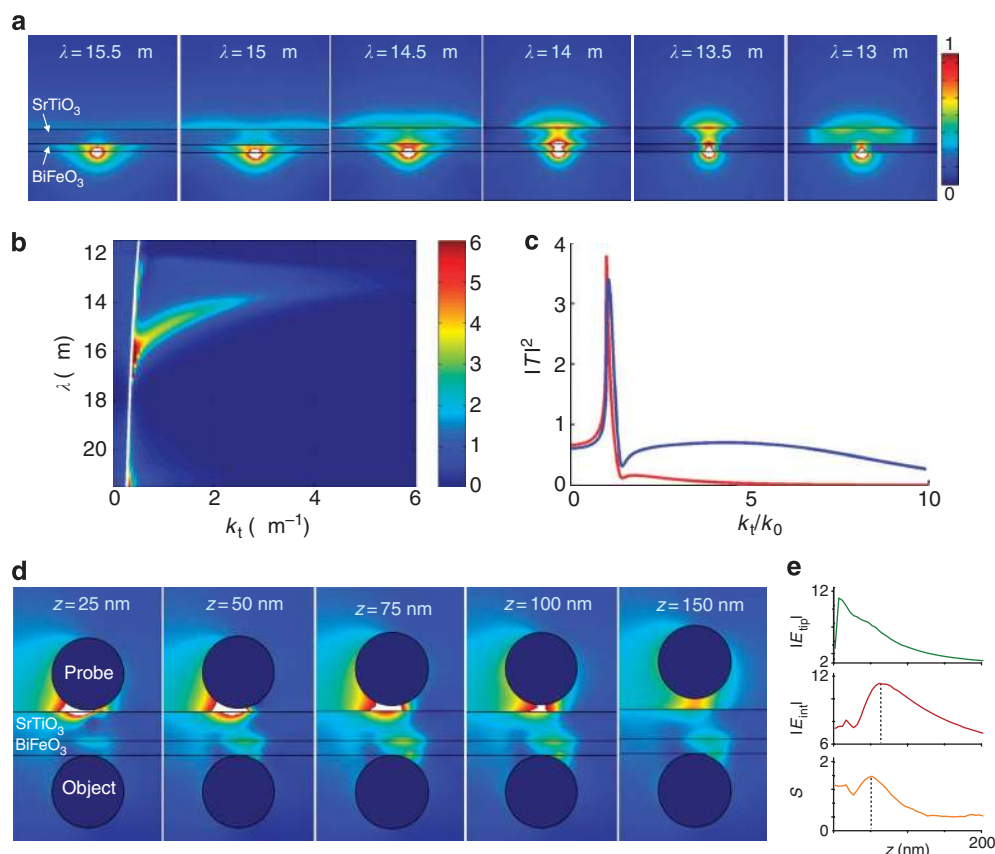 a
λ = 15.5 m
λ = 15 m
λ = 14.5 m
λ = 14 m
λ = 13.5 m
λ = 13 m
1
0
SrTiO₃
BiFeO₃
b
12
14
16
18
20
λ ( m)
0
2
4
6
kₜ ( m⁻¹)
6
5
4
3
2
1
0
c
4
3
2
1
0
|T|²
0
10
kₜ/k₀
d
z = 25 nm
z = 50 nm
z = 75 nm
z = 100 nm
z = 150 nm
Probe
SrTiO₃
BiFeO₃
Object
e
12
2
|E_tip|
12
6
|E_int|
2
0
S
z (nm)
200